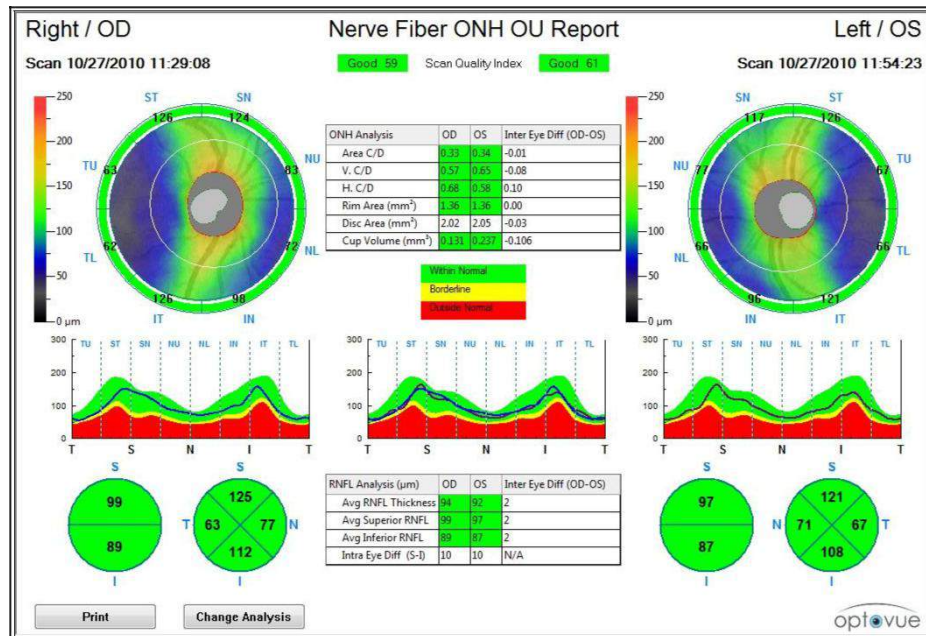 Right / OD
Nerve Fiber ONH OU Report
Left / OS
Scan 10/27/2010 11:29:08
Good 59
Scan Quality Index
Good 61
Scan 10/27/2010 11:54:23
250
200
150
100
50
0 µm
ST
SN
TU
NU
TL
NL
IT
IN
126
124
63
83
62
72
126
98
ONH Analysis OD OS Inter Eye Diff (OD-OS)
Area C/D 0.33 0.34 -0.01
V. C/D 0.57 0.65 -0.08
H. C/D 0.68 0.58 0.10
Rim Area (mm²) 1.36 1.36 0.00
Disc Area (mm²) 2.02 2.05 -0.03
Cup Volume (mm³) 0.131 0.237 -0.106
Within Normal
Borderline
Outside Normal
250
200
150
100
50
0 µm
SN
ST
NU
TU
NL
TL
IN
IT
117
126
77
67
66
66
96
121
300
200
100
0
TU ST SN NU NL IN IT TL
T S N I T
300
200
100
0
TU ST SN NU NL IN IT TL
T S N I T
300
200
100
0
TU ST SN NU NL IN IT TL
T S N I T
S
99
89
I
S
125
T 63 77 N
112
I
RNFL Analysis (µm) OD OS Inter Eye Diff (OD-OS)
Avg RNFL Thickness 94 92 2
Avg Superior RNFL 99 97 2
Avg Inferior RNFL 89 87 2
Intra Eye Diff (S-I) 10 10 N/A
S
97
87
I
S
121
N 71 67 T
108
I
Print
Change Analysis
optovue